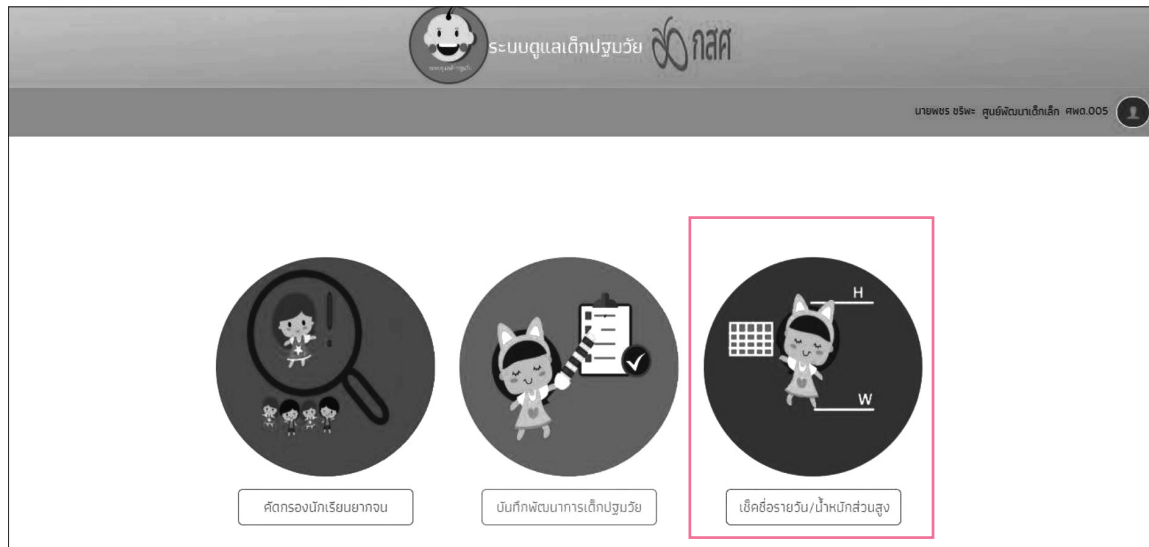 ระบบดูแลเด็กปฐมวัย กสศ
นายพชร ชริพะ ศูนย์พัฒนาเด็กเล็ก ศพด.005
H
W
คัดกรองนักเรียนยากจน
บันทึกพัฒนาการเด็กปฐมวัย
เช็คชื่อรายวัน/น้ำหนักส่วนสูง